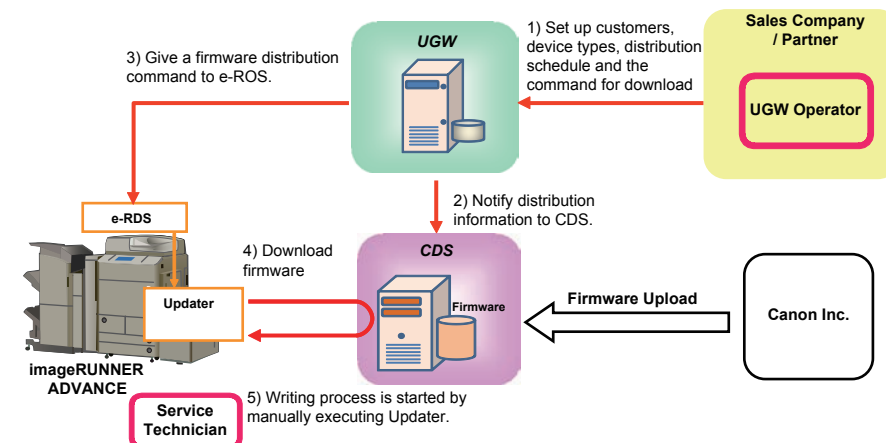 Sales Company
/ Partner
UGW Operator
1) Set up customers,
device types, distribution
schedule and the
command for download
UGW
3) Give a firmware distribution
command to e-ROS.
2) Notify distribution
information to CDS.
e-RDS
4) Download
firmware
CDS
Updater
Firmware
Firmware Upload
Canon Inc.
imageRUNNER
ADVANCE
5) Writing process is started by
manually executing Updater.
Service
Technician